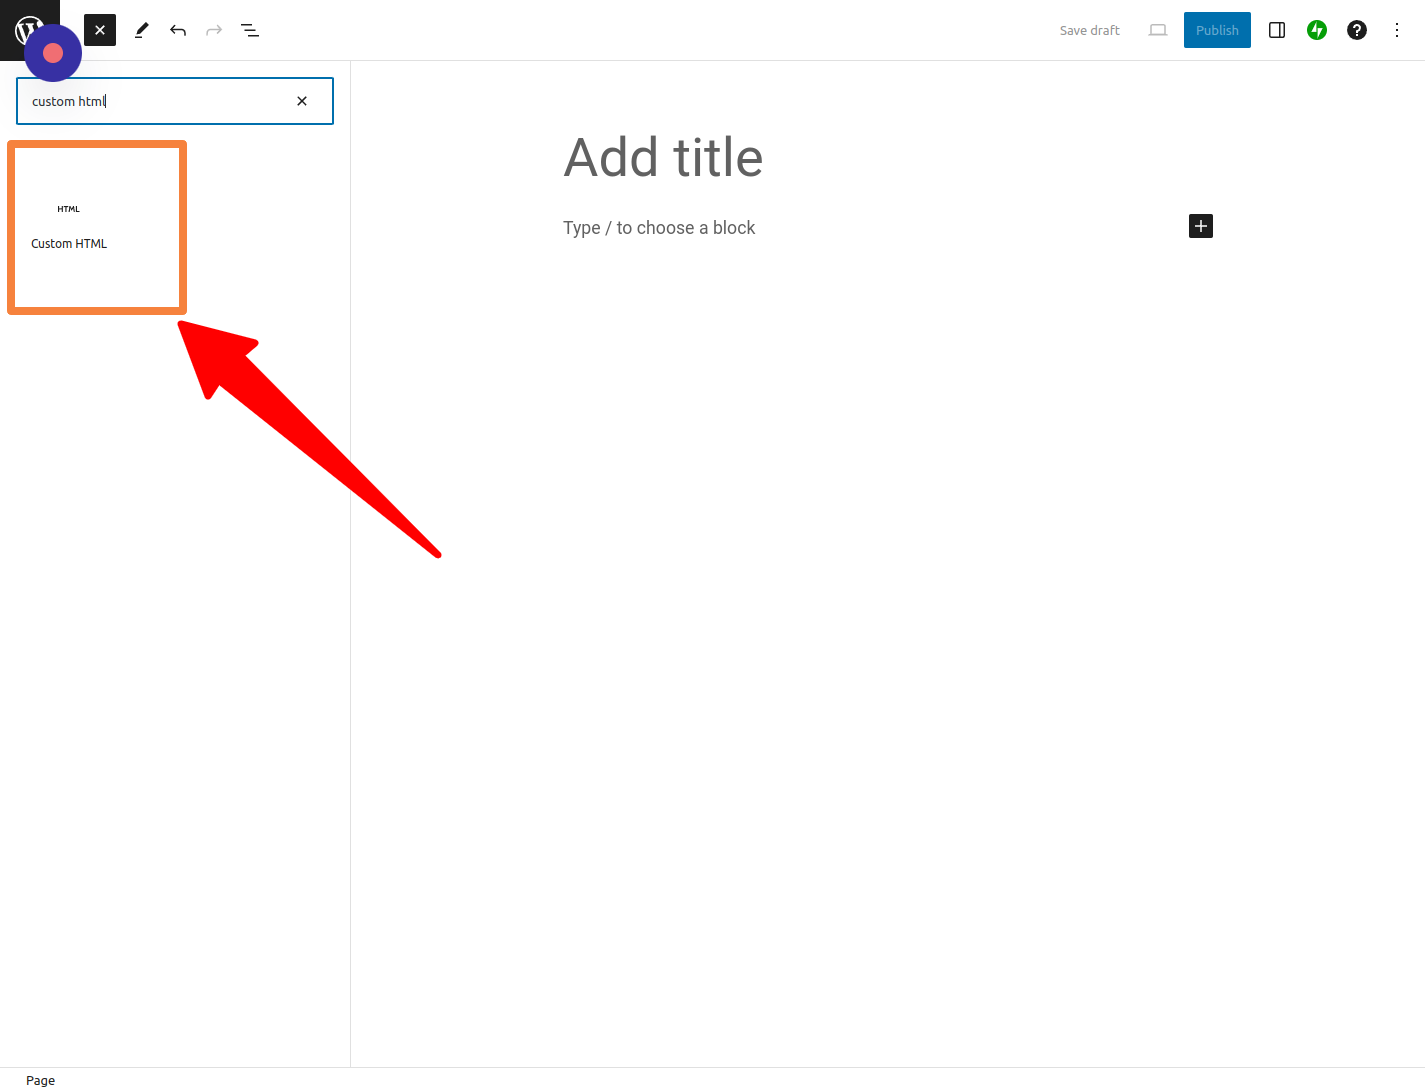 Save draft
Publish
custom html
HTML
Custom HTML
Add title
Type / to choose a block
Page